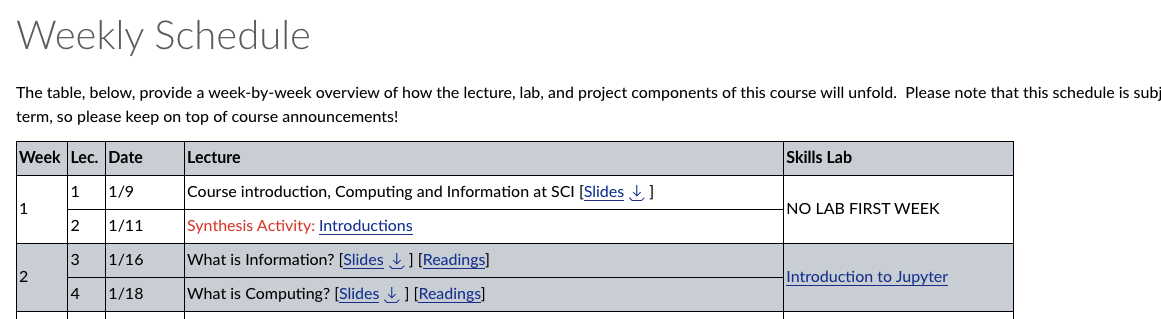 Weekly Schedule
The table, below, provide a week-by-week overview of how the lecture, lab, and project components of this course will unfold. Please note that this schedule is subj
term, so please keep on top of course announcements!
Week Lec. Date Lecture Skills Lab
1 1 1/9 Course introduction, Computing and Information at SCI [Slides ↓ ] NO LAB FIRST WEEK
2 1/11 Synthesis Activity: Introductions
2 3 1/16 What is Information? [Slides ↓ ] [Readings] Introduction to Jupyter
4 1/18 What is Computing? [Slides ↓ ] [Readings]